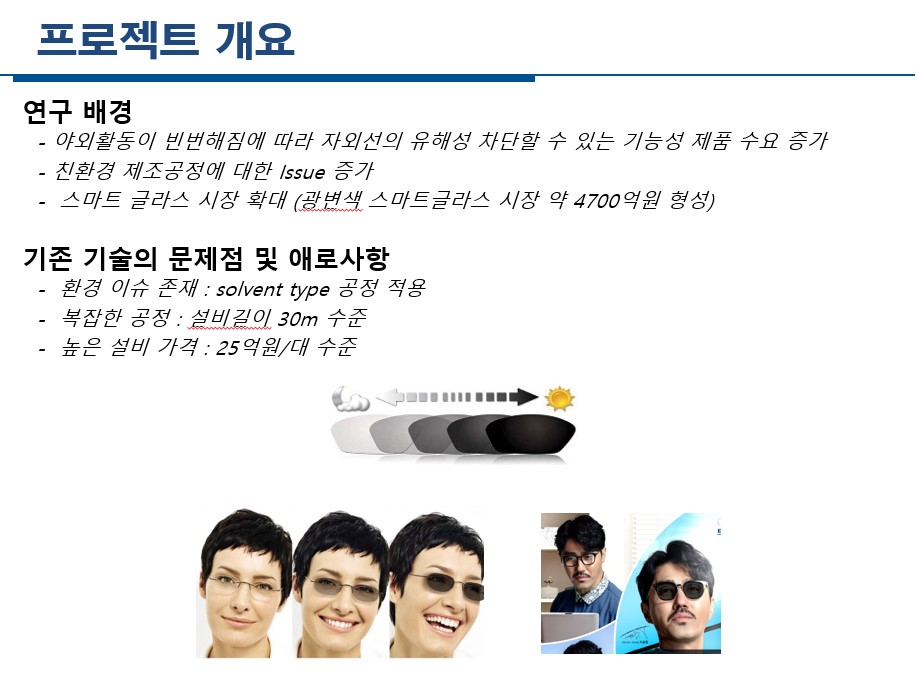 프로젝트 개요
연구 배경
- 야외활동이 빈번해짐에 따라 자외선의 유해성 차단할 수 있는 기능성 제품 수요 증가
- 친환경 제조공정에 대한 Issue 증가
- 스마트 글라스 시장 확대 (광변색 스마트글라스 시장 약 4700억원 형성)
기존 기술의 문제점 및 애로사항
- 환경 이슈 존재 : solvent type 공정 적용
- 복잡한 공정 : 설비길이 30m 수준
- 높은 설비 가격 : 25억원/대 수준